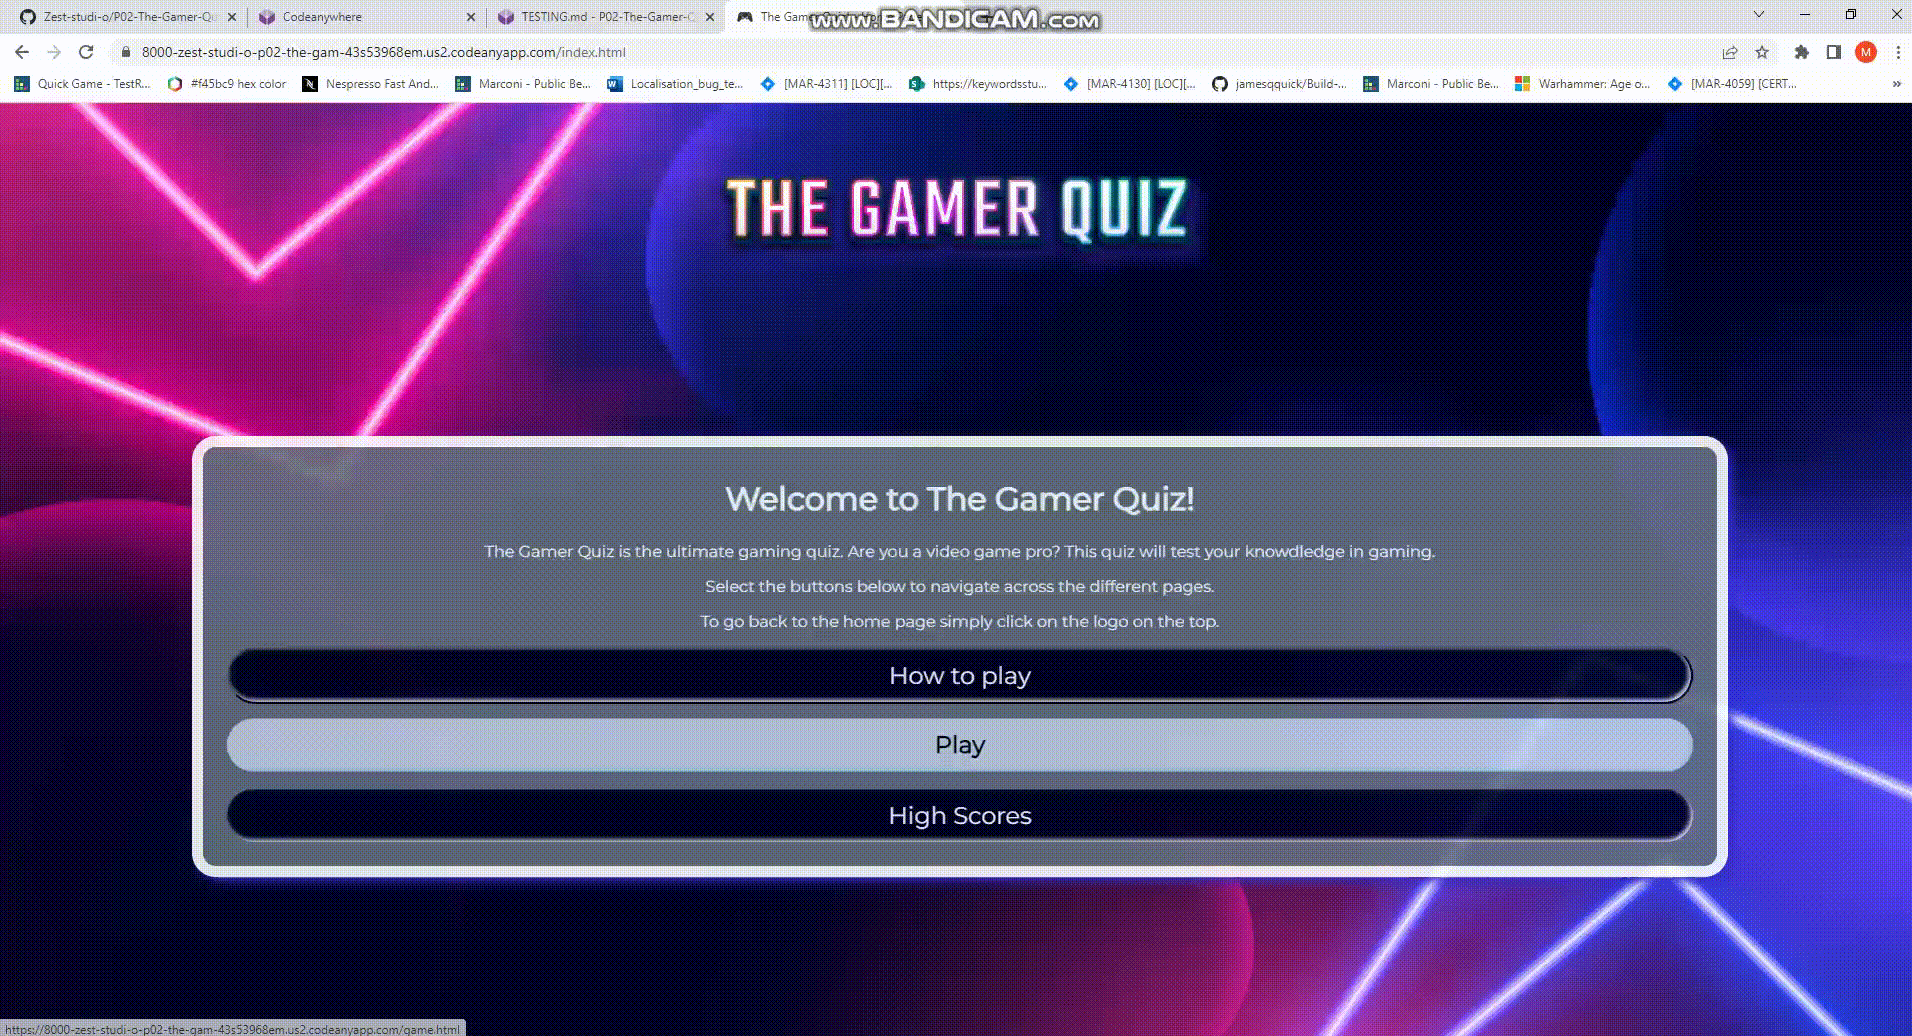 Zest-studi-o/P02-The-Gamer-Qu
Codeanywhere
TESTING.md - P02-The-Gamer-Q
The Gamer
www.BANDICAM.com
8000-zest-studi-o-p02-the-gam-43s53968em.us2.codeanyapp.com/index.html
M
Quick Game - TestR...
#f45bc9 hex color
Nespresso Fast And...
Marconi - Public Be...
Localisation_bug_te...
[MAR-4311] [LOC][...
https://keywordsstu...
[MAR-4130] [LOC][...
jamesqquick/Build-...
Marconi - Public Be...
Warhammer: Age o...
[MAR-4059] [CERT...
»
THE GAMER QUIZ
Welcome to The Gamer Quiz!
The Gamer Quiz is the ultimate gaming quiz. Are you a video game pro? This quiz will test your knowdledge in gaming.
Select the buttons below to navigate across the different pages.
To go back to the home page simply click on the logo on the top.
How to play
Play
High Scores
https://8000-zest-studi-o-p02-the-gam-43s53968em.us2.codeanyapp.com/game.html